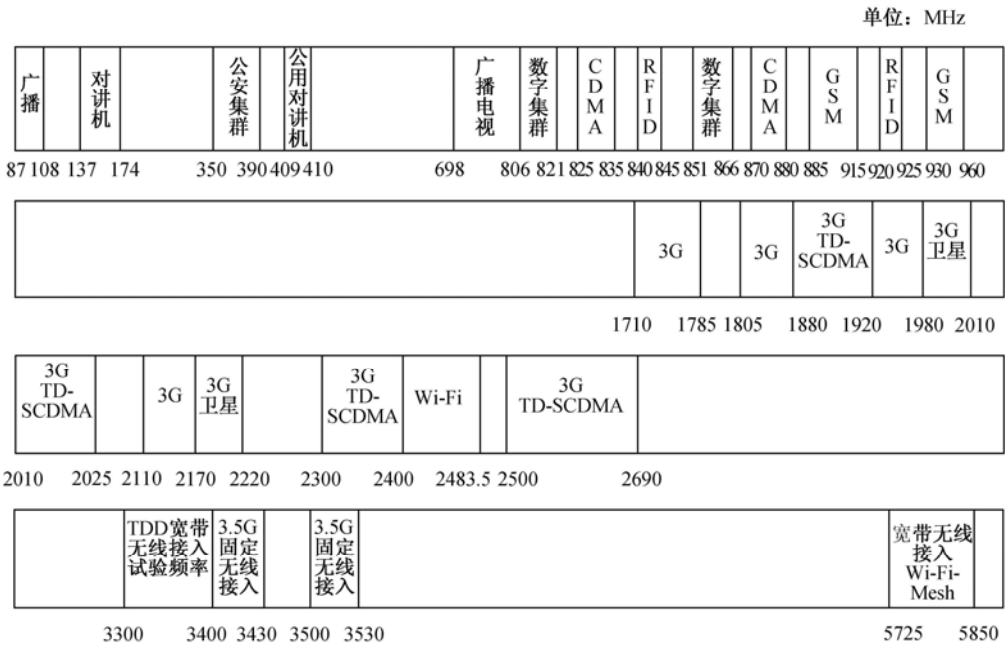 单位：MHz
广播
对讲机
公安集群
公用对讲机
广播电视
数字集群
CDMA
RFID
数字集群
CDMA
GSM
RFID
GSM
87 108 137 174 350 390 409 410 698 806 821 825 835 840 845 851 866 870 880 885 915 920 925 930 960
3G
3G
3G
TD-
SCDMA
3G
3G
卫星
1710 1785 1805 1880 1920 1980 2010
3G
TD-
SCDMA
3G
3G
卫星
3G
TD-
SCDMA
Wi-Fi
3G
TD-SCDMA
2010 2025 2110 2170 2220 2300 2400 2483.5 2500 2690
TDD宽带
无线接入
试验频率
3.5G
固定
无线
接入
3.5G
固定
无线
接入
宽带无线
接入
Wi-Fi-
Mesh
3300 3400 3430 3500 3530 5725 5850